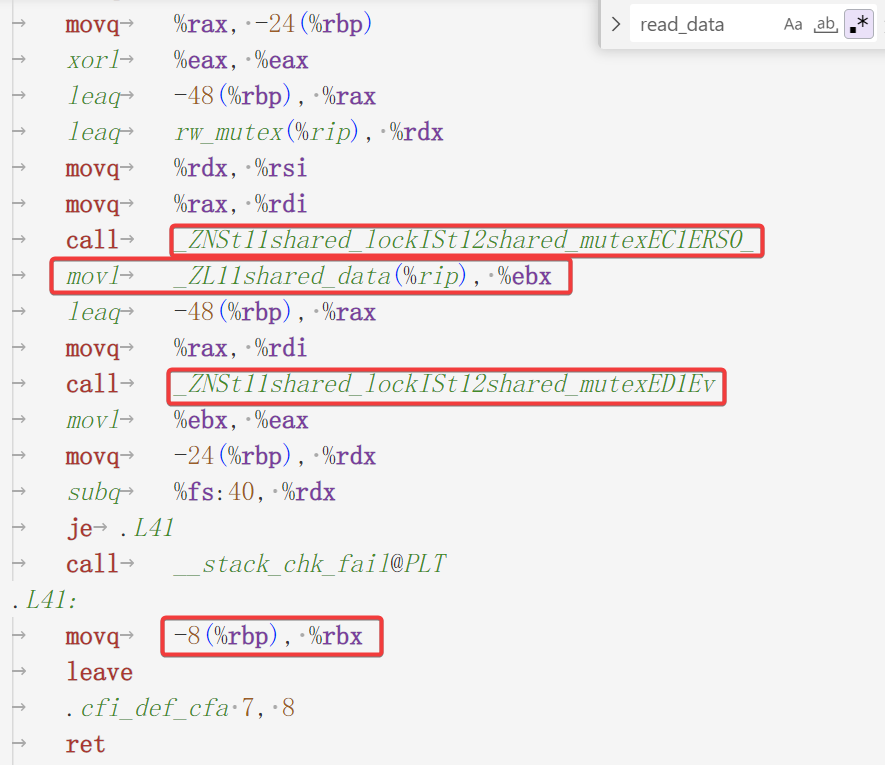 movq %rax, -24(%rbp)
xorl %eax, %eax
leaq -48(%rbp), %rax
leaq rw_mutex(%rip), %rdx
movq %rdx, %rsi
movq %rax, %rdi
call _ZNSt11shared_lockISt12shared_mutexEC1ERS0_
movl _ZL11shared_data(%rip), %ebx
leaq -48(%rbp), %rax
movq %rax, %rdi
call _ZNSt11shared_lockISt12shared_mutexED1Ev
movl %ebx, %eax
movq -24(%rbp), %rdx
subq %fs:40, %rdx
je .L41
call __stack_chk_fail@PLT
.L41:
movq -8(%rbp), %rbx
leave
.cfi_def_cfa 7, 8
ret
read_data Aa ab .*